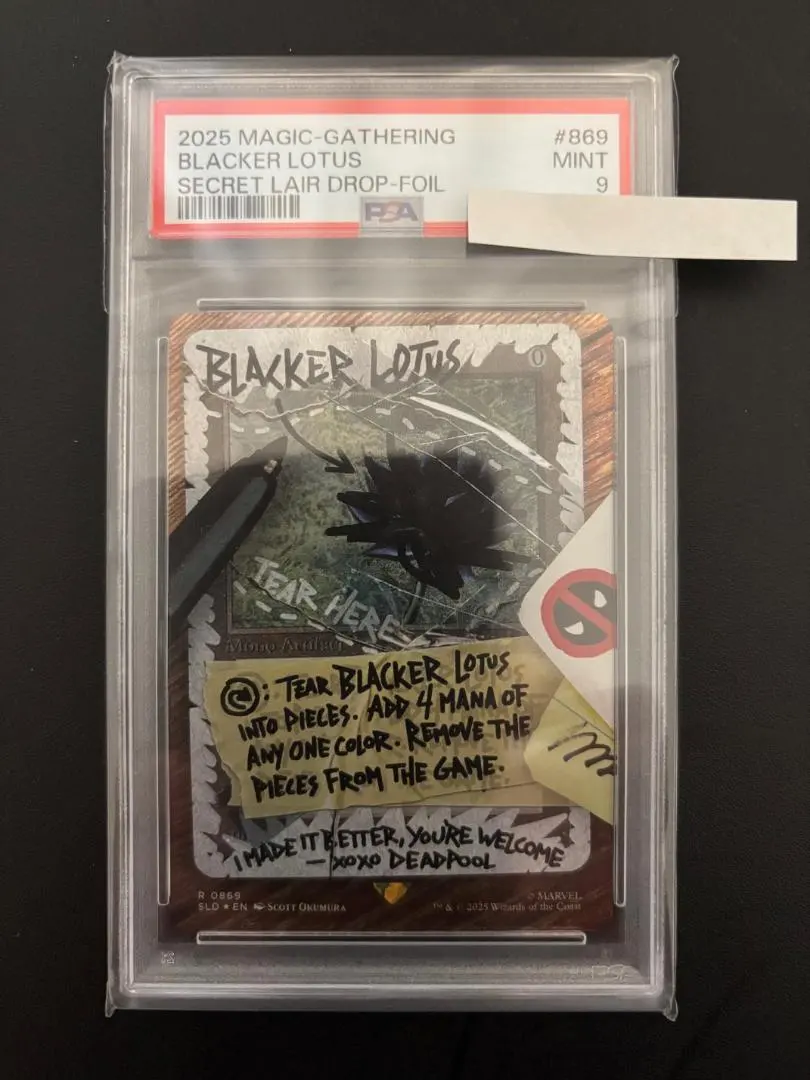 2025 MAGIC-GATHERING #869
BLACKER LOTUS MINT
SECRET LAIR DROP-FOIL 9
PSA
BLACKER LOTUS 0
TEAR HERE
Mono Artifact
: TEAR BLACKER LOTUS
INTO PIECES. ADD 4 MANA OF
ANY ONE COLOR. REMOVE THE
PIECES FROM THE GAME.
I MADE IT BETTER, YOU'RE WELCOME
— XOXO DEADPOOL
R 0869 © MARVEL
SLD ★ EN SCOTT OKUMURA ™ & © 2025 Wizards of the Coast